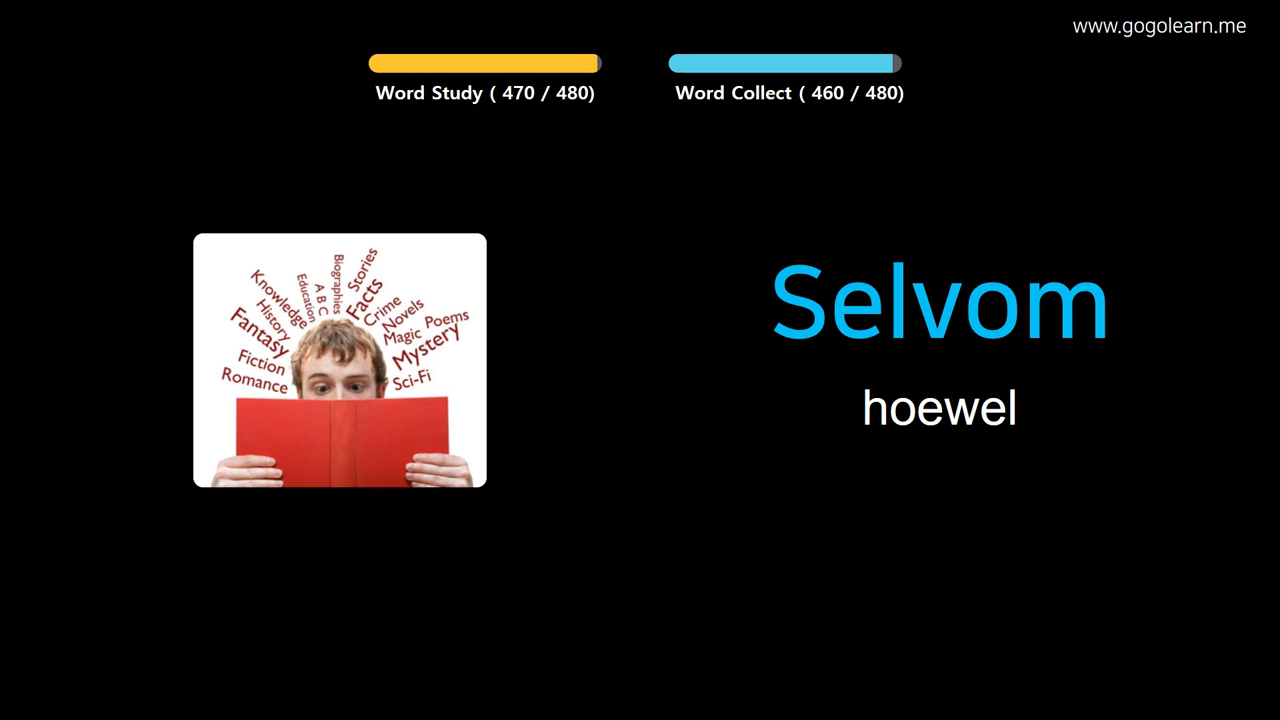 www.gogolearn.me
Word Study ( 470 / 480)
Word Collect ( 460 / 480)
Stories
Biographies
Facts
A B C
Education
Knowledge
Crime
History
Novels
Fantasy
Poems
Magic
Mystery
Fiction
Romance
Sci-Fi
Selvom
hoewel